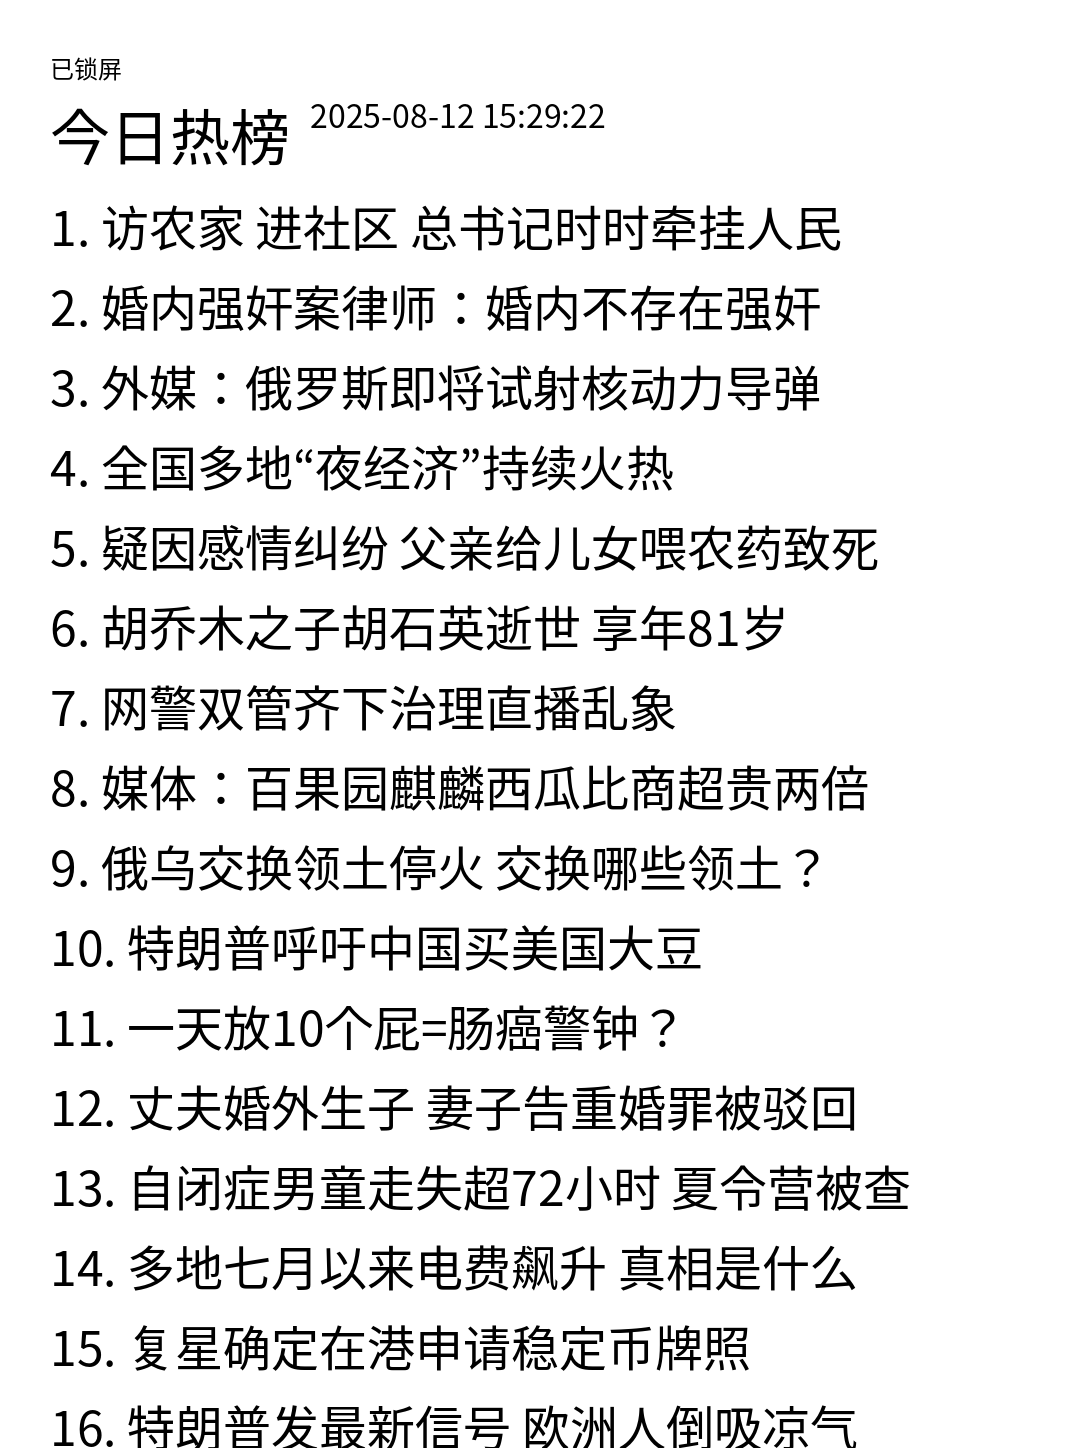 已锁屏
今日热榜 2025-08-12 15:29:22
1. 访农家 进社区 总书记时时牵挂人民
2. 婚内强奸案律师：婚内不存在强奸
3. 外媒：俄罗斯即将试射核动力导弹
4. 全国多地“夜经济”持续火热
5. 疑因感情纠纷 父亲给儿女喂农药致死
6. 胡乔木之子胡石英逝世 享年81岁
7. 网警双管齐下治理直播乱象
8. 媒体：百果园麒麟西瓜比商超贵两倍
9. 俄乌交换领土停火 交换哪些领土？
10. 特朗普呼吁中国买美国大豆
11. 一天放10个屁=肠癌警钟？
12. 丈夫婚外生子 妻子告重婚罪被驳回
13. 自闭症男童走失超72小时 夏令营被查
14. 多地七月以来电费飙升 真相是什么
15. 复星确定在港申请稳定币牌照
16. 特朗普发最新信号 欧洲人倒吸凉气